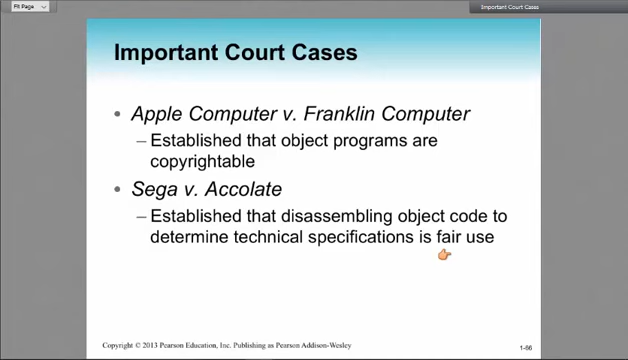 Fit Page
Important Court Cases
Important Court Cases
• Apple Computer v. Franklin Computer
– Established that object programs are
copyrightable
• Sega v. Accolate
– Established that disassembling object code to
determine technical specifications is fair use
Copyright © 2013 Pearson Education, Inc. Publishing as Pearson Addison-Wesley
1-86